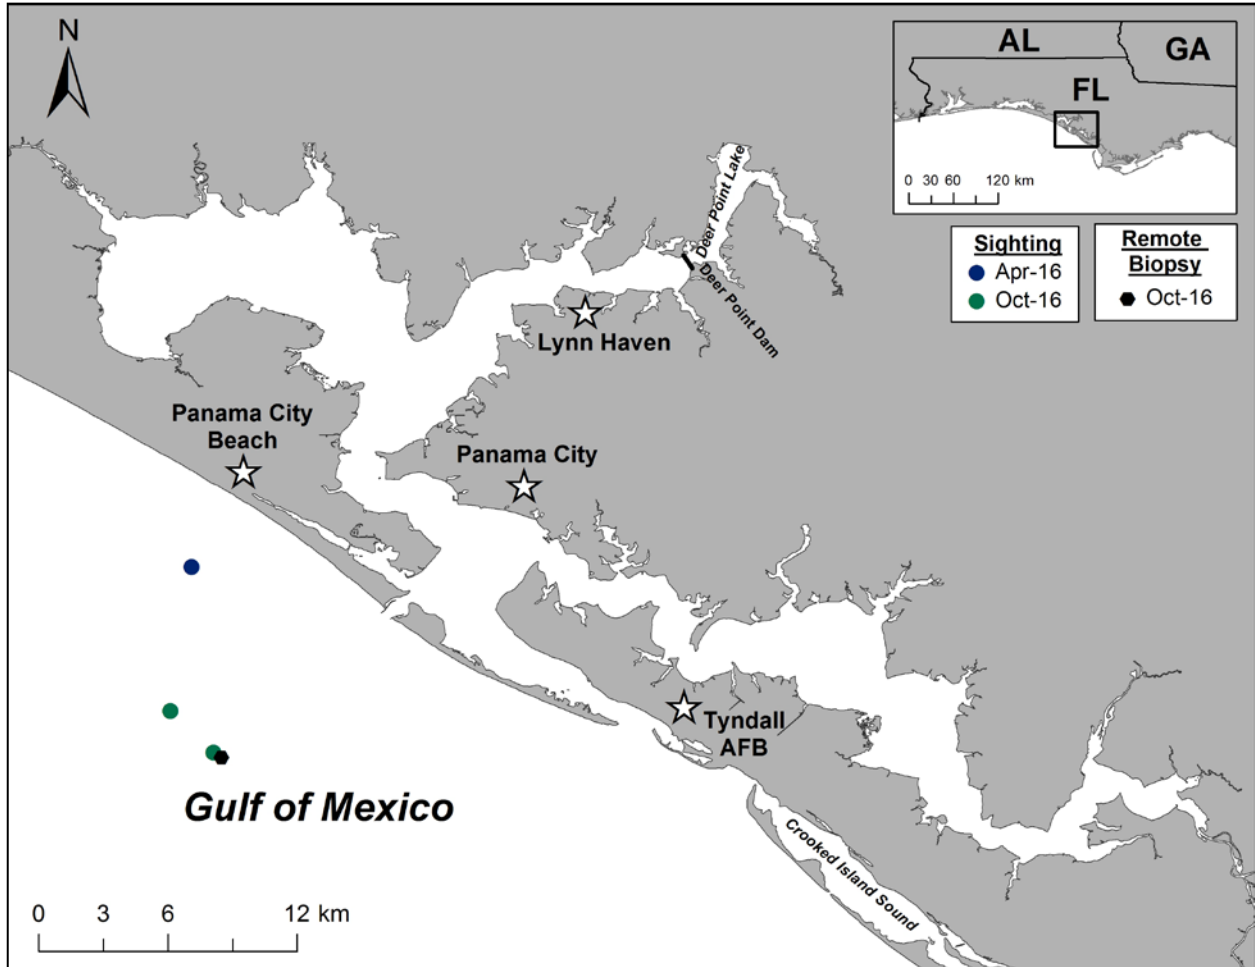 N
AL
GA
FL
0 30 60 120 km
Sighting
Apr-16
Oct-16
Remote
Biopsy
Oct-16
Deer Point Lake
Deer Point Dam
Lynn Haven
Panama City
Beach
Panama City
Tyndall
AFB
Gulf of Mexico
Crooked Island Sound
0 3 6 12 km